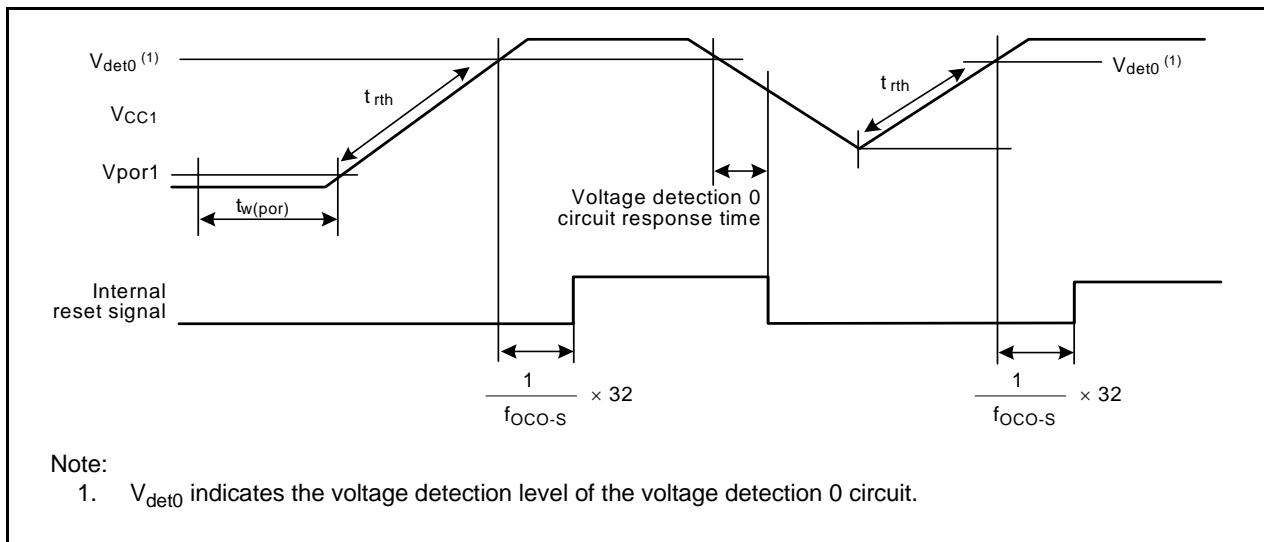 Vdet0 (1)
trth
trth
Vdet0 (1)
VCC1
Vpor1
tw(por)
Voltage detection 0
circuit response time
Internal
reset signal
1
fOCO-S
× 32
1
fOCO-S
× 32
Note:
1. Vdet0 indicates the voltage detection level of the voltage detection 0 circuit.